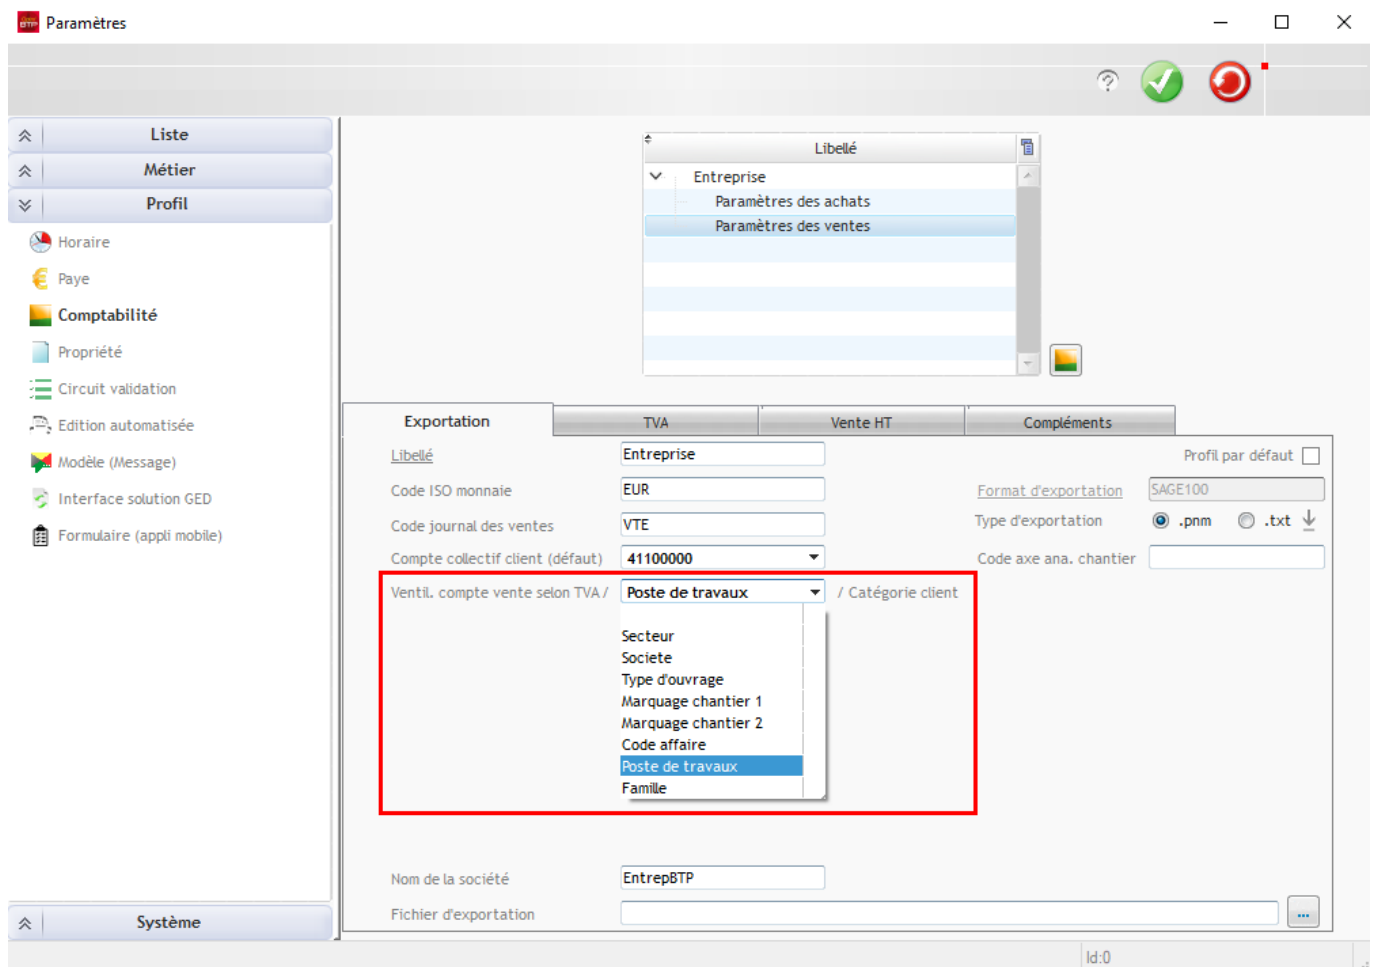 Paramètres
Liste
Métier
Profil
Horaire
Paye
Comptabilité
Propriété
Circuit validation
Edition automatisée
Modèle (Message)
Interface solution GED
Formulaire (appli mobile)
Système
Libellé
Entreprise
Paramètres des achats
Paramètres des ventes
Exportation TVA Vente HT Compléments
Libellé Entreprise Profil par défaut
Code ISO monnaie EUR Format d'exportation SAGE100
Code journal des ventes VTE Type d'exportation .pnm .txt
Compte collectif client (défaut) 41100000 Code axe ana. chantier
Ventil. compte vente selon TVA / Poste de travaux / Catégorie client
Secteur
Societe
Type d'ouvrage
Marquage chantier 1
Marquage chantier 2
Code affaire
Poste de travaux
Famille
Nom de la société EntrepBTP
Fichier d'exportation ...
Id:0